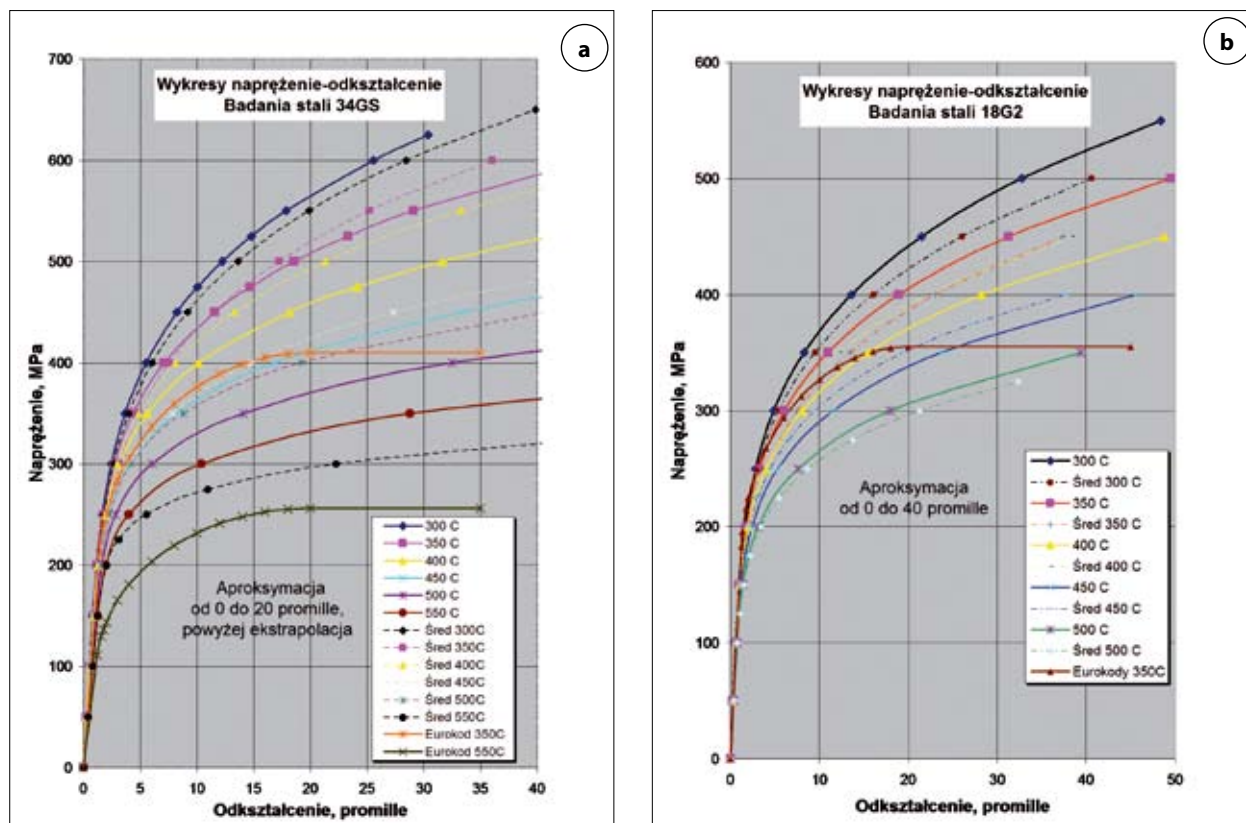 a
Wykresy naprężenie-odkształcenie
Badania stali 34GS
700
600
500
400
300
200
100
0
Naprężenie, MPa
0 5 10 15 20 25 30 35 40
Odkształcenie, promille
Aproksymacja
od 0 do 20 promille,
powyżej ekstrapolacja
300 C
350 C
400 C
450 C
500 C
550 C
Śred 300C
Śred 350C
Śred 400C
Śred 450C
Śred 500C
Śred 550C
Eurokod 350C
Eurokod 550C
b
Wykresy naprężenie-odkształcenie
Badania stali 18G2
600
500
400
300
200
100
0
Naprężenie, MPa
0 10 20 30 40 50
Odkształcenie, promille
Aproksymacja
od 0 do 40 promille
300 C
Śred 300 C
350 C
Śred 350 C
400 C
Śred 400 C
450 C
Śred 450 C
500 C
Śred 500 C
Eurokody 350C